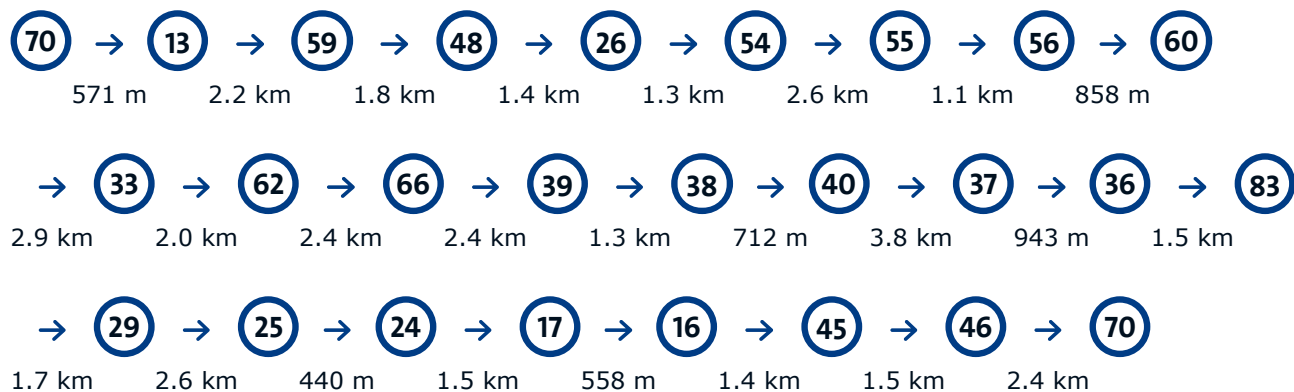 70 → 13 → 59 → 48 → 26 → 54 → 55 → 56 → 60
571 m 2.2 km 1.8 km 1.4 km 1.3 km 2.6 km 1.1 km 858 m
→ 33 → 62 → 66 → 39 → 38 → 40 → 37 → 36 → 83
2.9 km 2.0 km 2.4 km 2.4 km 1.3 km 712 m 3.8 km 943 m 1.5 km
→ 29 → 25 → 24 → 17 → 16 → 45 → 46 → 70
1.7 km 2.6 km 440 m 1.5 km 558 m 1.4 km 1.5 km 2.4 km